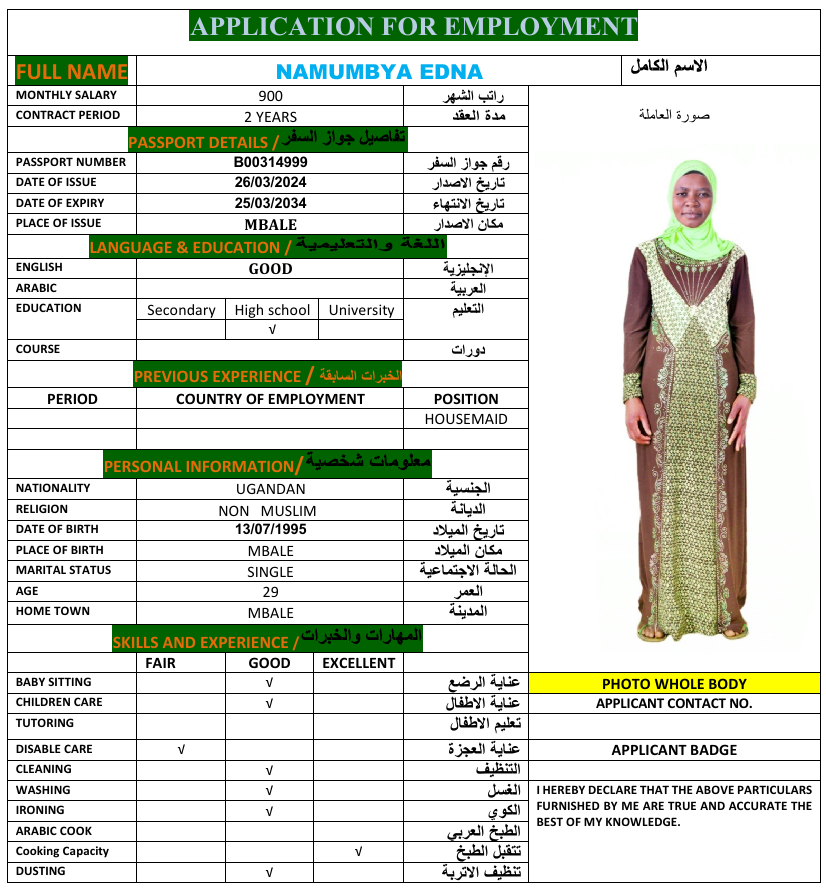 APPLICATION FOR EMPLOYMENT
FULL NAME NAMUMBYA EDNA الاسم الكامل
MONTHLY SALARY 900 راتب الشهر
CONTRACT PERIOD 2 YEARS مدة العقد
صورة العاملة
PASSPORT DETAILS / تفاصيل جواز السفر
PASSPORT NUMBER B00314999 رقم جواز السفر
DATE OF ISSUE 26/03/2024 تاريخ الاصدار
DATE OF EXPIRY 25/03/2034 تاريخ الانتهاء
PLACE OF ISSUE MBALE مكان الاصدار
LANGUAGE & EDUCATION / اللغة والتعليمية
ENGLISH GOOD الإنجليزية
ARABIC العربية
EDUCATION Secondary High school University التعليم
√
COURSE دورات
PREVIOUS EXPERIENCE / الخبرات السابقة
PERIOD COUNTRY OF EMPLOYMENT POSITION
HOUSEMAID
PERSONAL INFORMATION/ معلومات شخصية
NATIONALITY UGANDAN الجنسية
RELIGION NON MUSLIM الديانة
DATE OF BIRTH 13/07/1995 تاريخ الميلاد
PLACE OF BIRTH MBALE مكان الميلاد
MARITAL STATUS SINGLE الحالة الاجتماعية
AGE 29 العمر
HOME TOWN MBALE المدينة
SKILLS AND EXPERIENCE / المهارات والخبرات
FAIR GOOD EXCELLENT
BABY SITTING √ عناية الرضع
CHILDREN CARE √ عناية الاطفال
TUTORING تعليم الاطفال
DISABLE CARE √ عناية العجزة
CLEANING √ التنظيف
WASHING √ الغسل
IRONING √ الكوي
ARABIC COOK الطبخ العربي
Cooking Capacity √ تتقبل الطبخ
DUSTING √ تنظيف الاتربة
PHOTO WHOLE BODY
APPLICANT CONTACT NO.
APPLICANT BADGE
I HEREBY DECLARE THAT THE ABOVE PARTICULARS
FURNISHED BY ME ARE TRUE AND ACCURATE THE
BEST OF MY KNOWLEDGE.